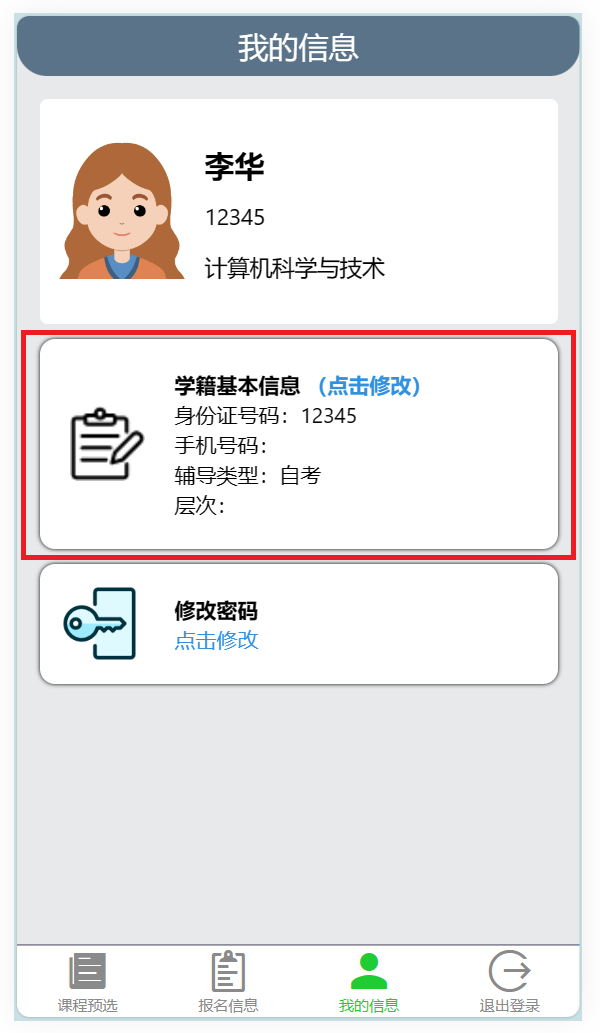 我的信息
李华
12345
计算机科学与技术
学籍基本信息 （点击修改）
身份证号码：12345
手机号码：
辅导类型：自考
层次：
修改密码
点击修改
课程预选 报名信息 我的信息 退出登录